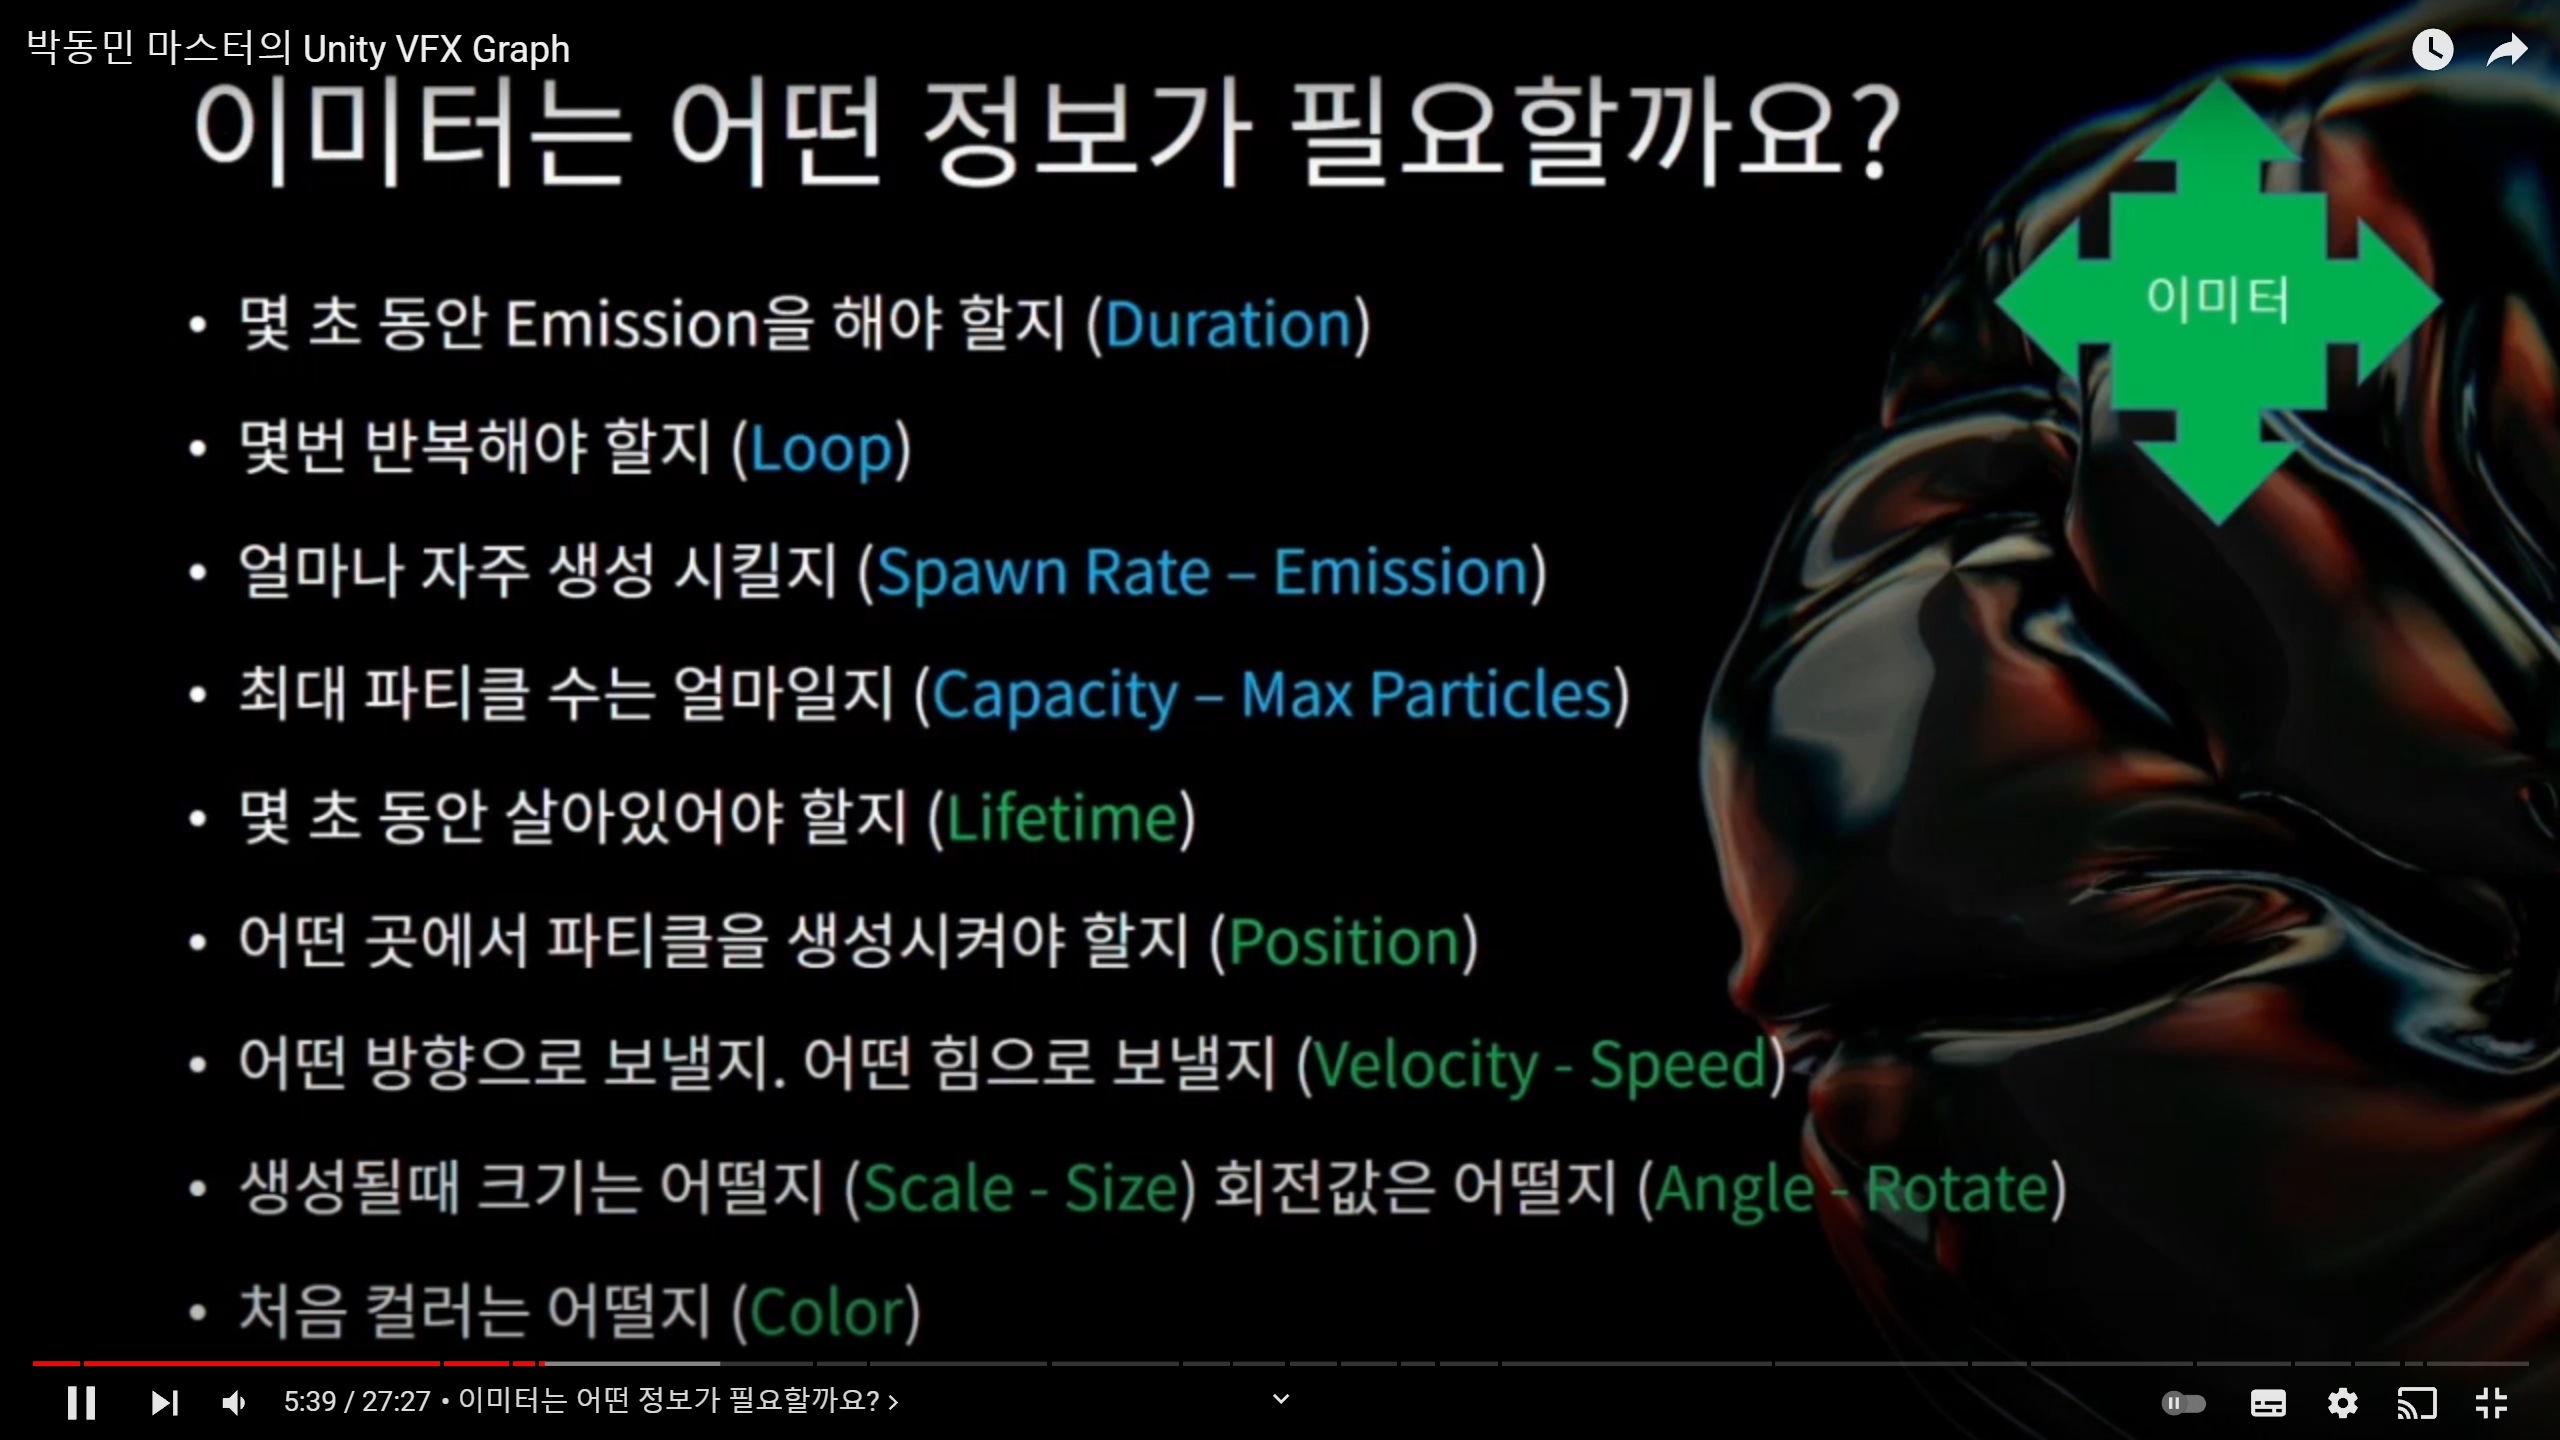 박동민 마스터의 Unity VFX Graph
이미터는 어떤 정보가 필요할까요?
이미터
• 몇 초 동안 Emission을 해야 할지 (Duration)
• 몇번 반복해야 할지 (Loop)
• 얼마나 자주 생성 시킬지 (Spawn Rate – Emission)
• 최대 파티클 수는 얼마일지 (Capacity – Max Particles)
• 몇 초 동안 살아있어야 할지 (Lifetime)
• 어떤 곳에서 파티클을 생성시켜야 할지 (Position)
• 어떤 방향으로 보낼지. 어떤 힘으로 보낼지 (Velocity - Speed)
• 생성될때 크기는 어떨지 (Scale - Size) 회전값은 어떨지 (Angle - Rotate)
• 처음 컬러는 어떨지 (Color)
5:39 / 27:27 • 이미터는 어떤 정보가 필요할까요? >